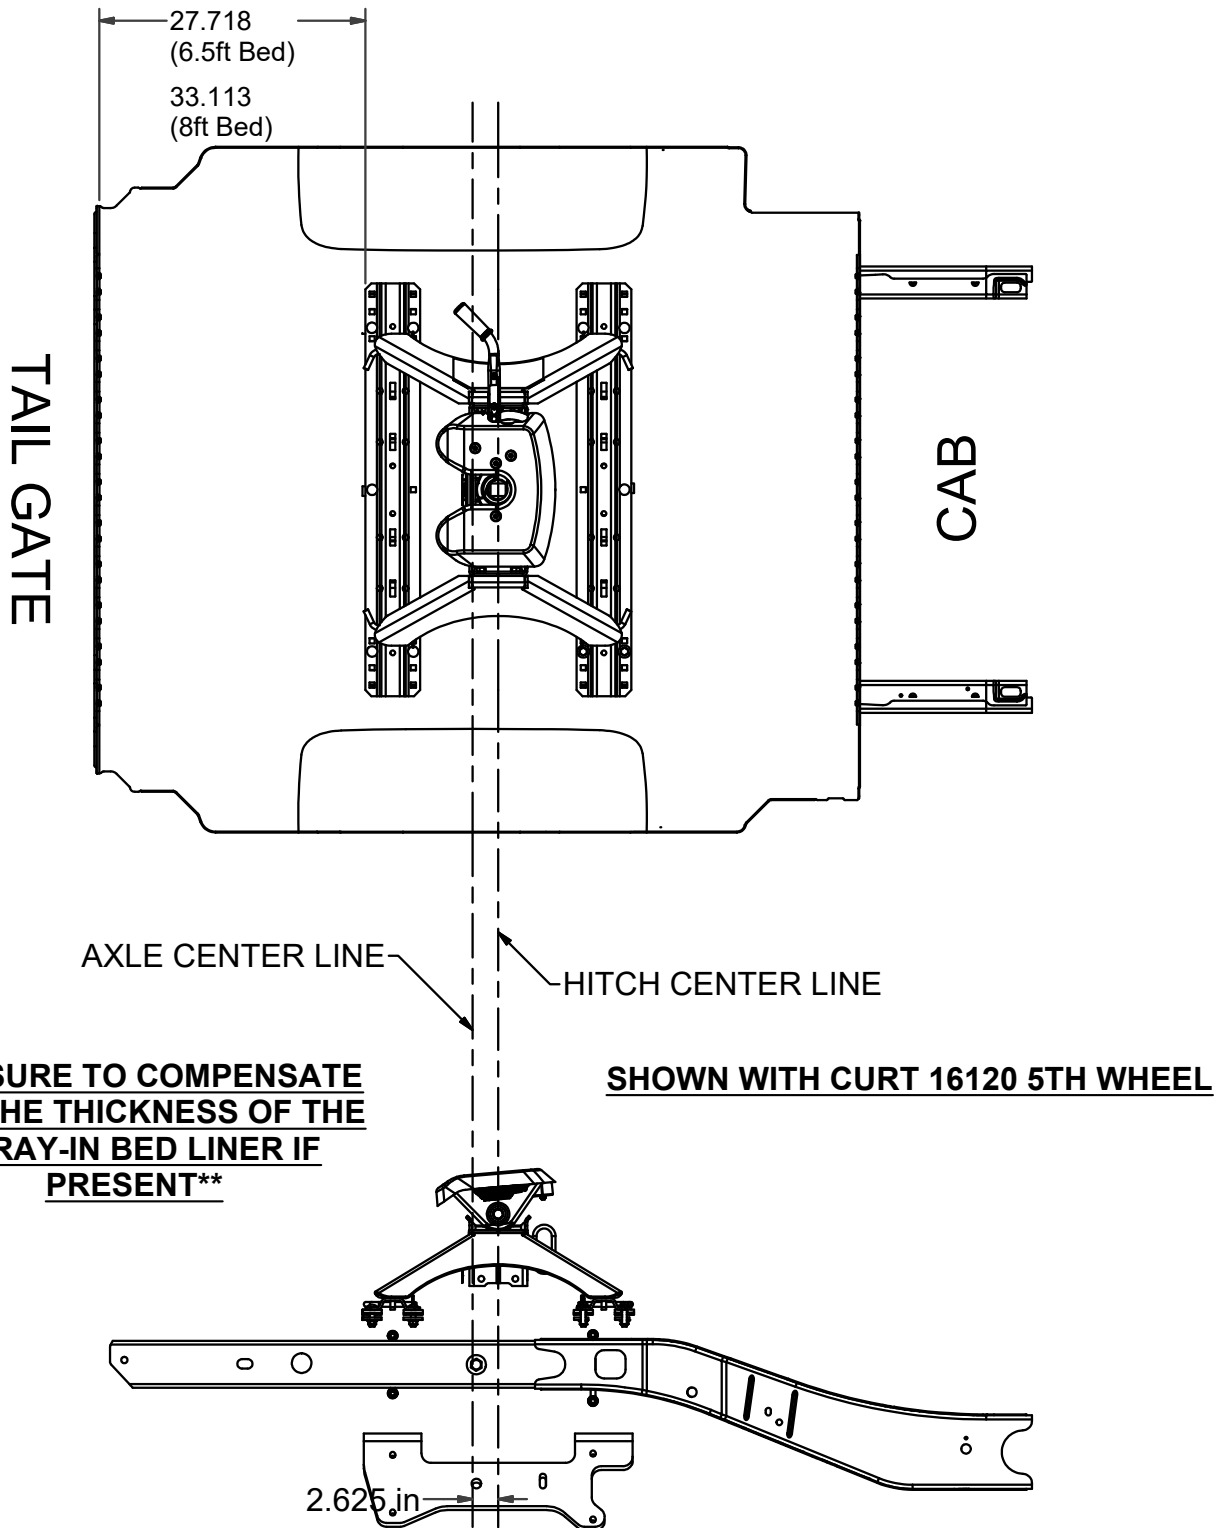 27.718
(6.5ft Bed)
33.113
(8ft Bed)
TAIL GATE
CAB
AXLE CENTER LINE
HITCH CENTER LINE
SURE TO COMPENSATE
THE THICKNESS OF THE
RAY-IN BED LINER IF
PRESENT**
SHOWN WITH CURT 16120 5TH WHEEL
2.625 in